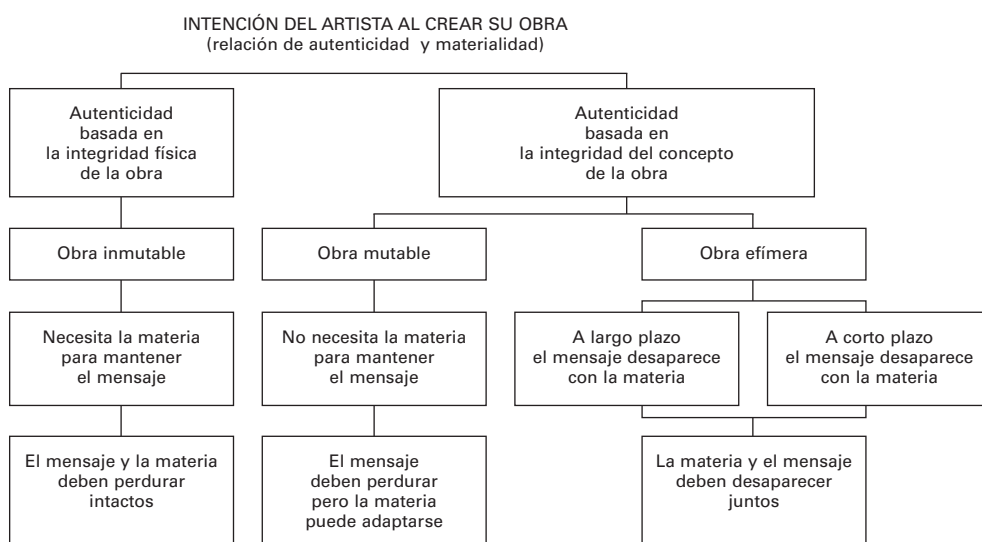 INTENCIÓN DEL ARTISTA AL CREAR SU OBRA
(relación de autenticidad y materialidad)
Autenticidad
basada en
la integridad física
de la obra
Autenticidad
basada en
la integridad del concepto
de la obra
Obra inmutable
Obra mutable
Obra efímera
Necesita la materia
para mantener
el mensaje
No necesita la materia
para mantener
el mensaje
A largo plazo
el mensaje desaparece
con la materia
A corto plazo
el mensaje desaparece
con la materia
El mensaje y la materia
deben perdurar
intactos
El mensaje
deben perdurar
pero la materia
puede adaptarse
La materia y el mensaje
deben desaparecer
juntos